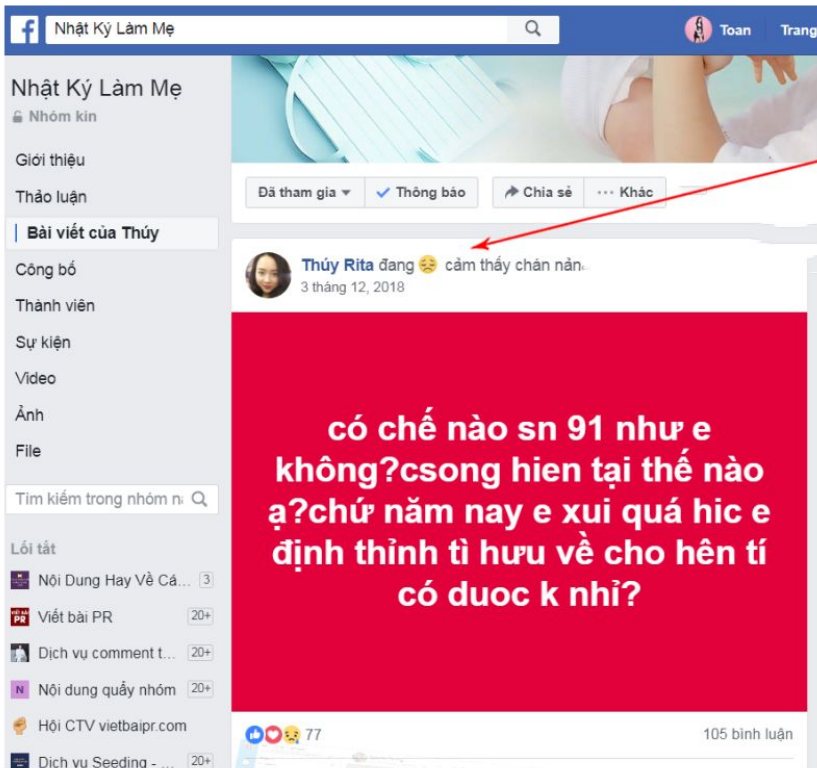 Nhật Ký Làm Mẹ
Toan
Trang
Nhật Ký Làm Mẹ
Nhóm kín
Giới thiệu
Thảo luận
Bài viết của Thúy
Công bố
Thành viên
Sự kiện
Video
Ảnh
File
Tìm kiếm trong nhóm n
Lối tắt
Nội Dung Hay Về Cá... 3
Viết bài PR 20+
Dịch vụ comment t... 20+
Nội dung quẩy nhóm 20+
Hội CTV vietbaipr.com
Dịch vụ Seeding - ... 20+
Đã tham gia
Thông báo
Chia sẻ
Khác
Thúy Rita đang cảm thấy chán nản
3 tháng 12, 2018
có chế nào sn 91 như e
không?csong hien tại thế nào
ạ?chứ năm nay e xui quá hic e
định thỉnh tì hưu về cho hên tí
có duoc k nhỉ?
77
105 bình luận